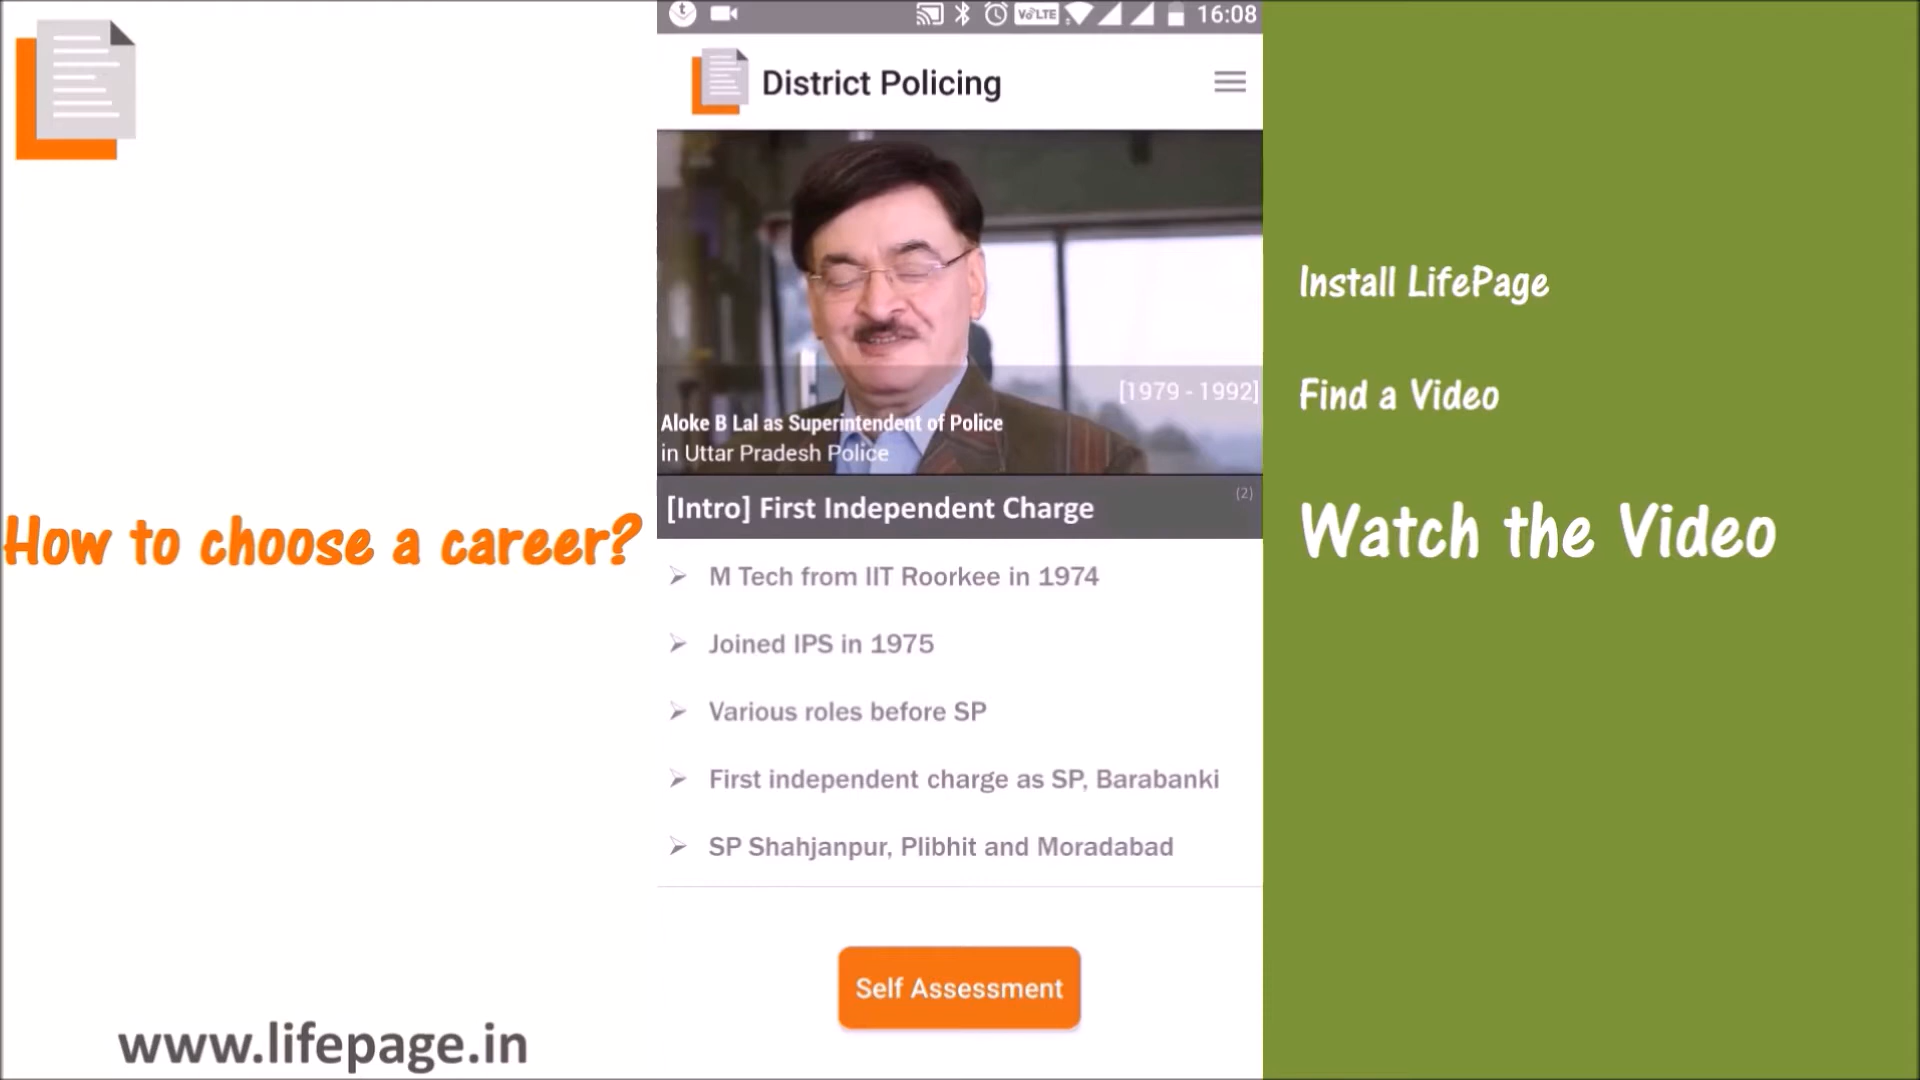 16:08
District Policing
[1979 - 1992]
Aloke B Lal as Superintendent of Police
in Uttar Pradesh Police
[Intro] First Independent Charge
(2)
M Tech from IIT Roorkee in 1974
Joined IPS in 1975
Various roles before SP
First independent charge as SP, Barabanki
SP Shahjanpur, Plibhit and Moradabad
Self Assessment
How to choose a career?
www.lifepage.in
Install LifePage
Find a Video
Watch the Video
VoLTE